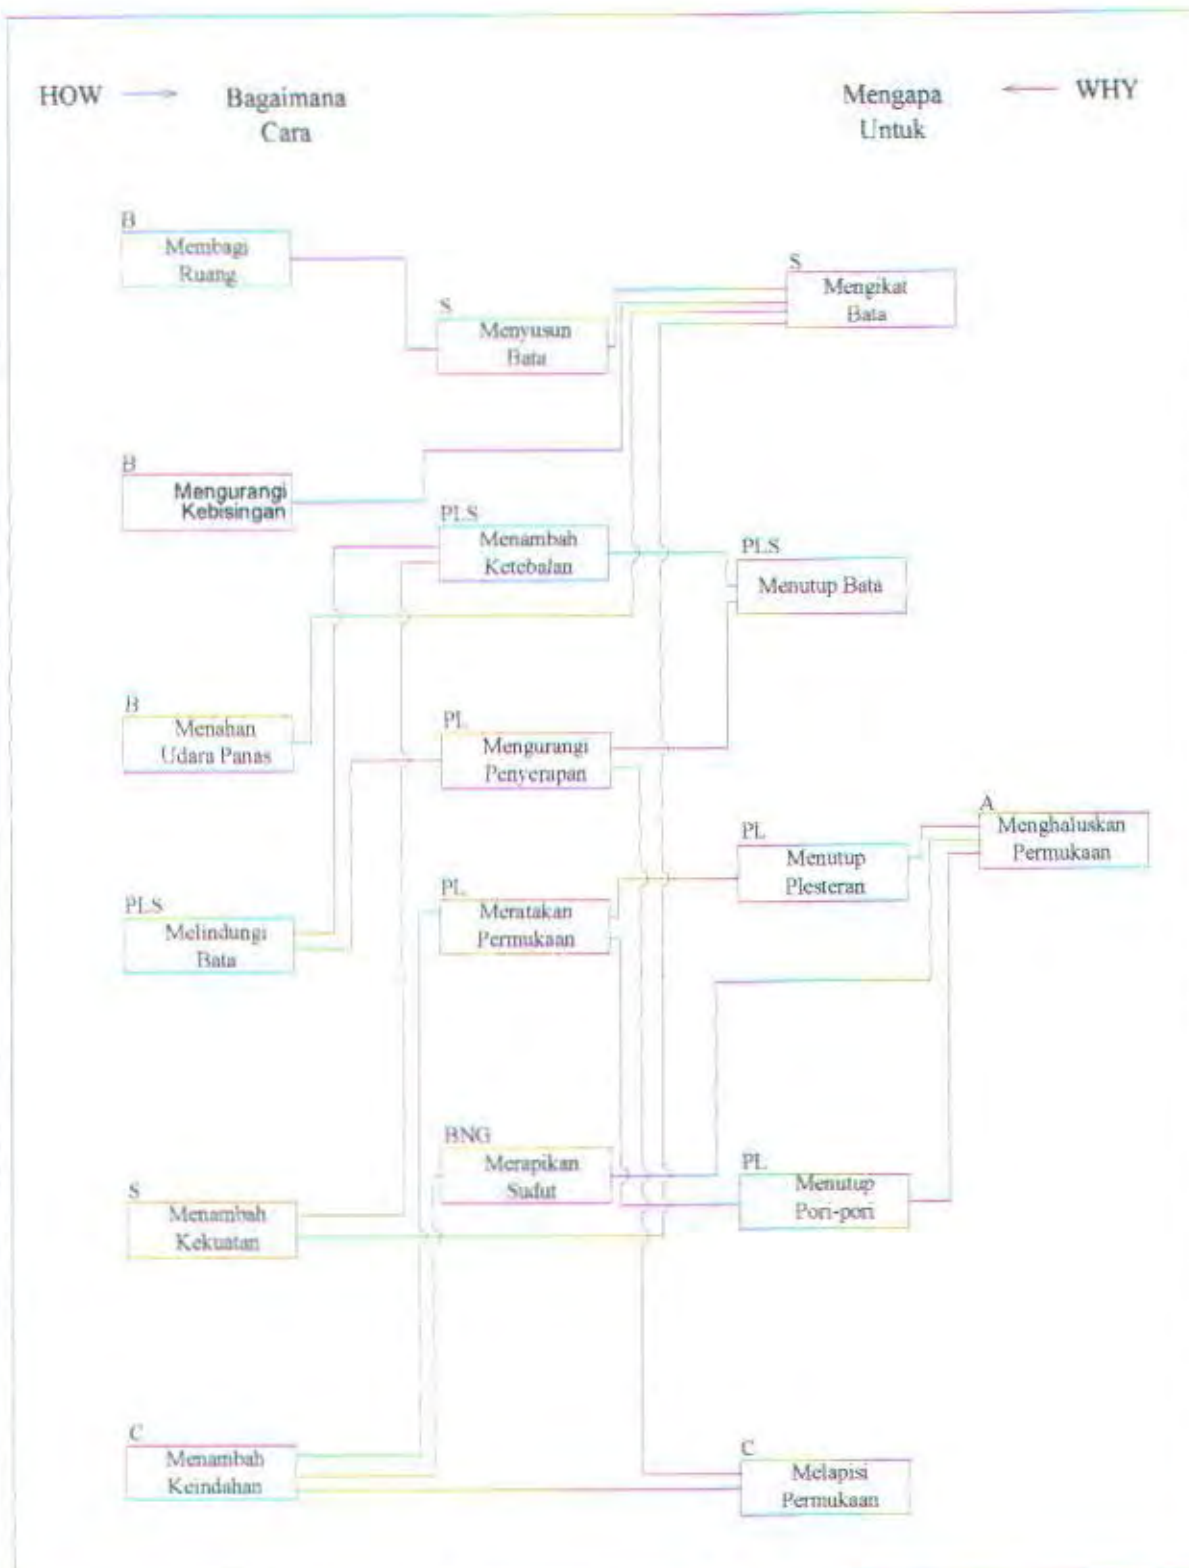 HOW
Bagaimana
Cara
Mengapa
Untuk
WHY
B
Membagi
Ruang
S
Menyusun
Bata
S
Mengikat
Bata
B
Mengurangi
Kebisingan
PLS
Menambah
Ketebalan
PLS
Menutup Bata
B
Menahan
Udara Panas
PL
Mengurangi
Penyerapan
PL
Menutup
Plesteran
A
Menghaluskan
Permukaan
PLS
Melindungi
Bata
PL
Meratakan
Permukaan
BNG
Merapikan
Sudut
PL
Menutup
Pori-pori
S
Menambah
Kekuatan
C
Menambah
Keindahan
C
Melapisi
Permukaan